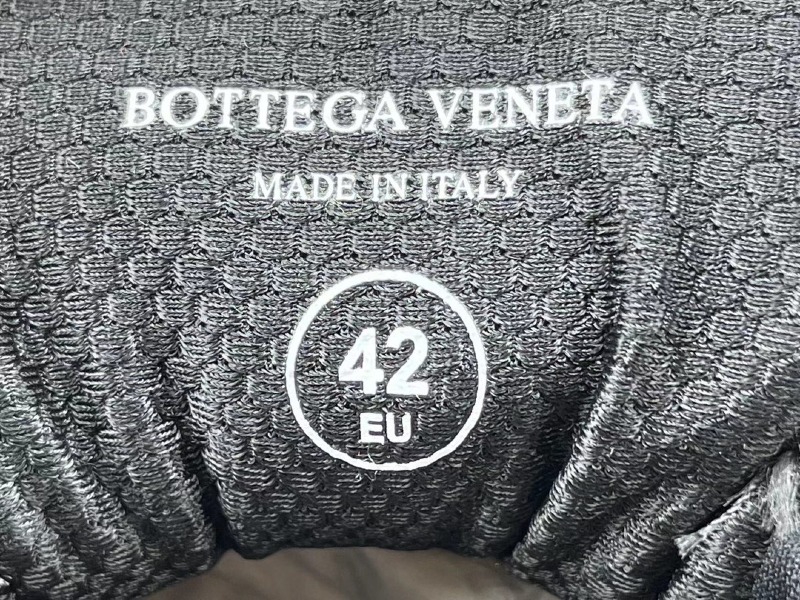 BOTTEGA VENETA
MADE IN ITALY
42
EU